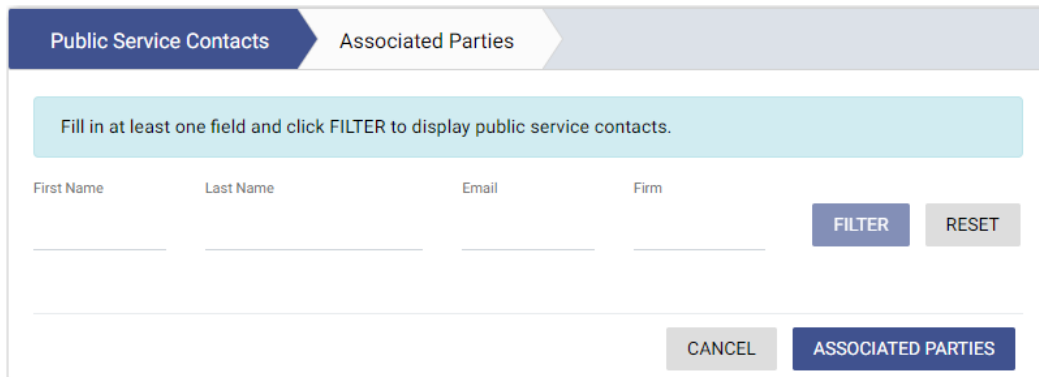 Public Service Contacts
Associated Parties
Fill in at least one field and click FILTER to display public service contacts.
First Name Last Name Email Firm
FILTER RESET
CANCEL ASSOCIATED PARTIES